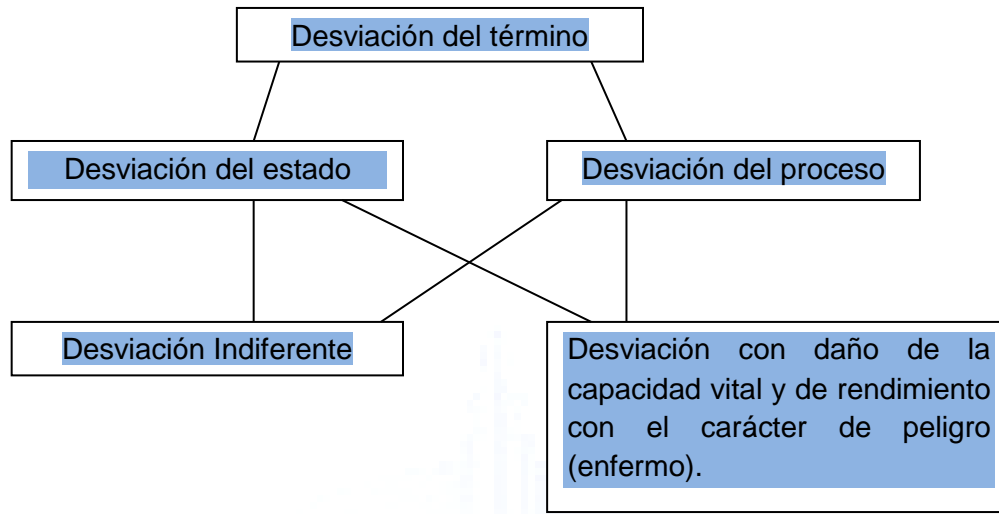 Desviación del término
Desviación del estado
Desviación del proceso
Desviación Indiferente
Desviación con daño de la
capacidad vital y de rendimiento
con el carácter de peligro
(enfermo).